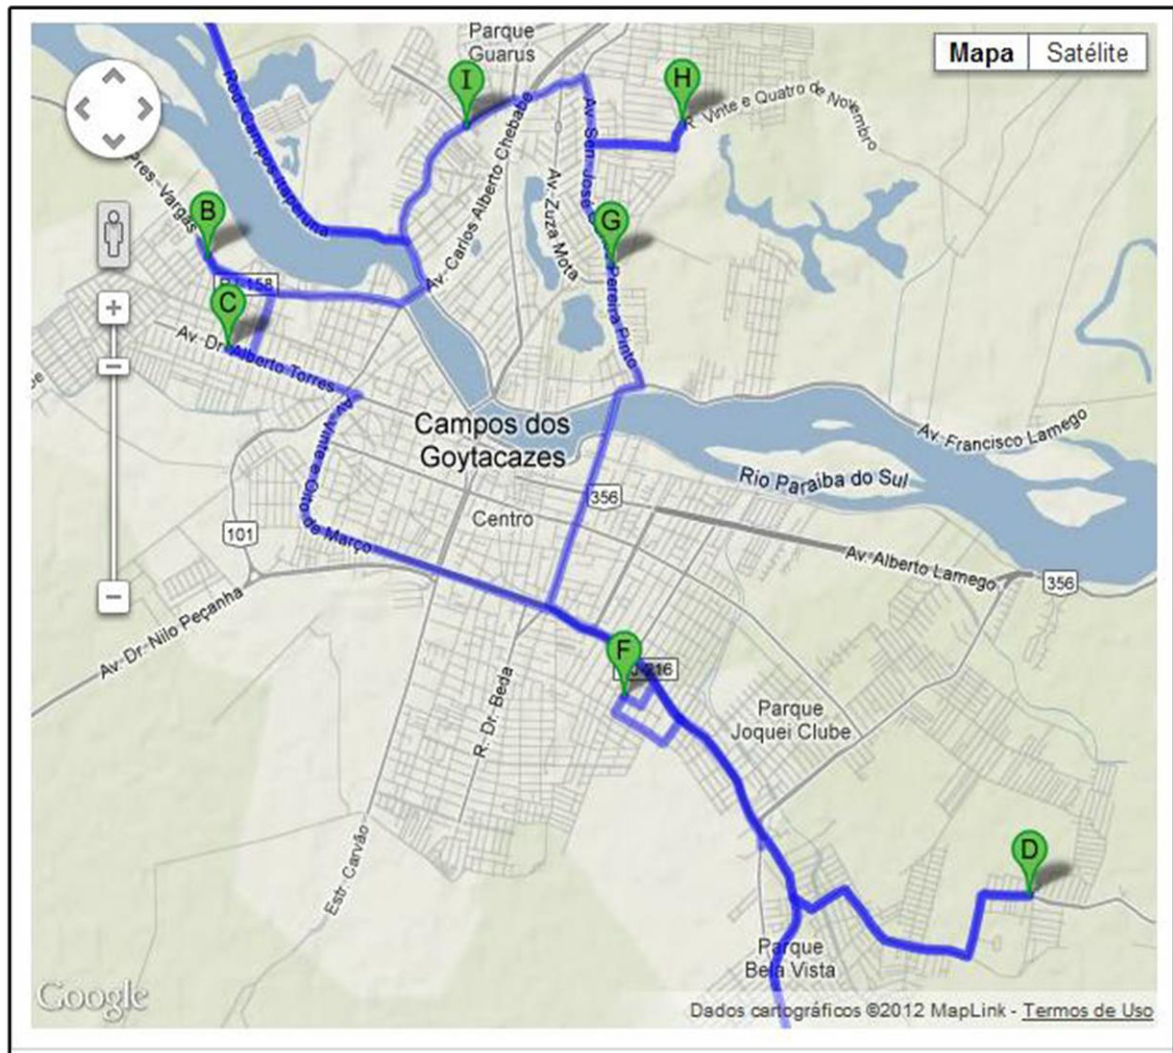 Parque
Guarus
Mapa
Satélite
I
H
Rod. Campos Itaperuna
Av. Carlos Alberto Chebabe
Av. Sen. José
Pereira Pinto
R. Vinte e Quatro de Novembro
Pres. Vargas
B
Av. Zuza Mota
G
C
Av. Dr. Alberto Torres
Av. Vinte e Oito de Março
Campos dos
Goytacazes
Av. Francisco Lamego
Rio Paraíba do Sul
356
Centro
101
Av. Alberto Lamego
356
Av. Dr. Nilo Peçanha
F
216
R. Dr. Beda
Parque
Joquei Clube
Estr. Carvão
D
Parque
Bela Vista
Google
Dados cartográficos ©2012 MapLink - Termos de Uso